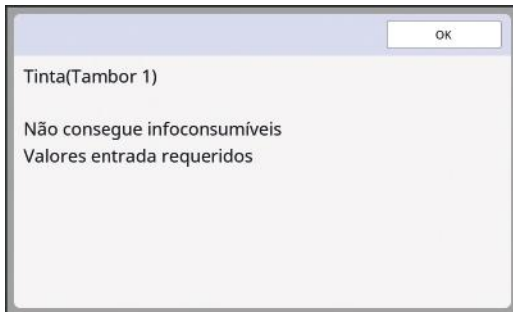 OK
Tinta(Tambor 1)
Não consegue infoconsumíveis
Valores entrada requeridos